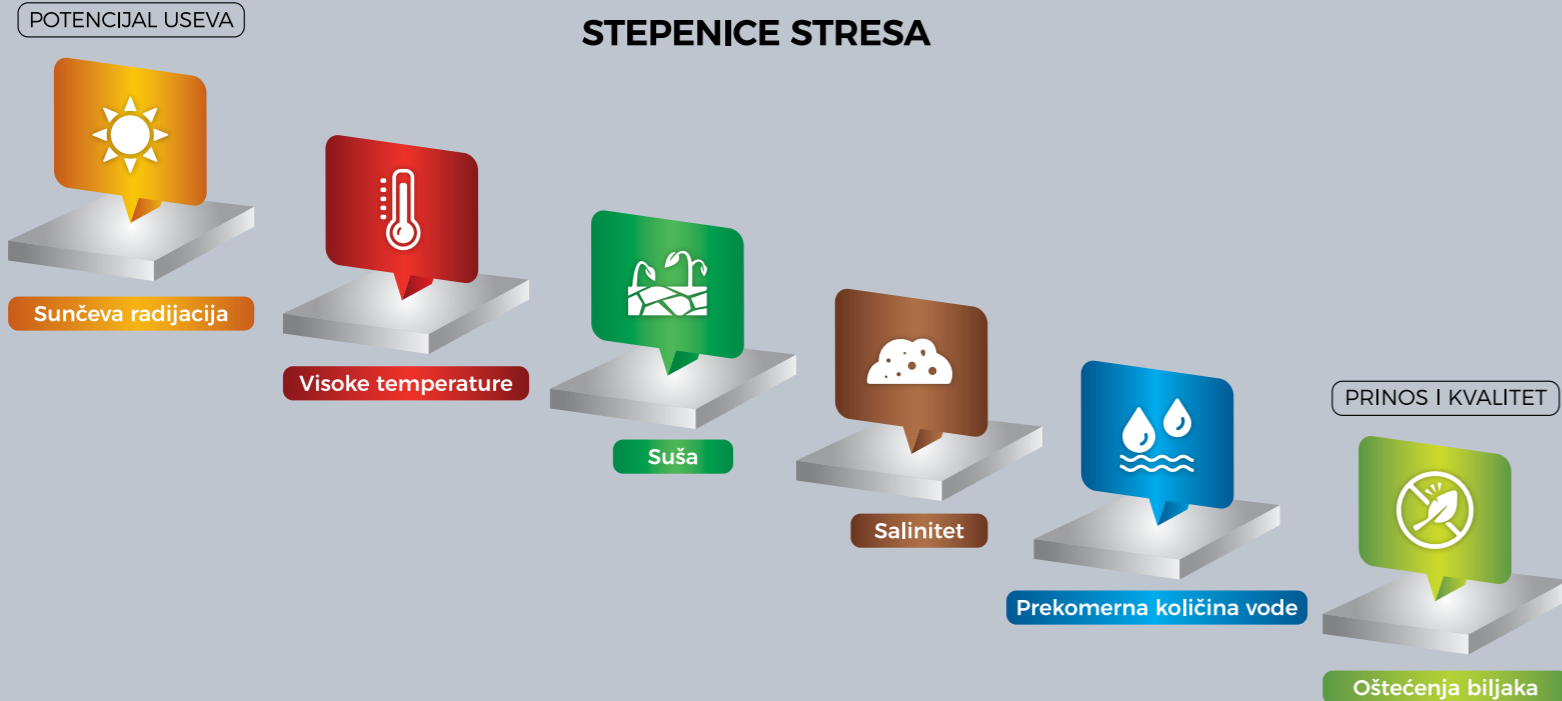 POTENCIJAL USEVA
STEPENICE STRESA
Sunčeva radijacija
Visoke temperature
Suša
Salinitet
Prekomerna količina vode
PRINOS I KVALITET
Oštećenja biljaka